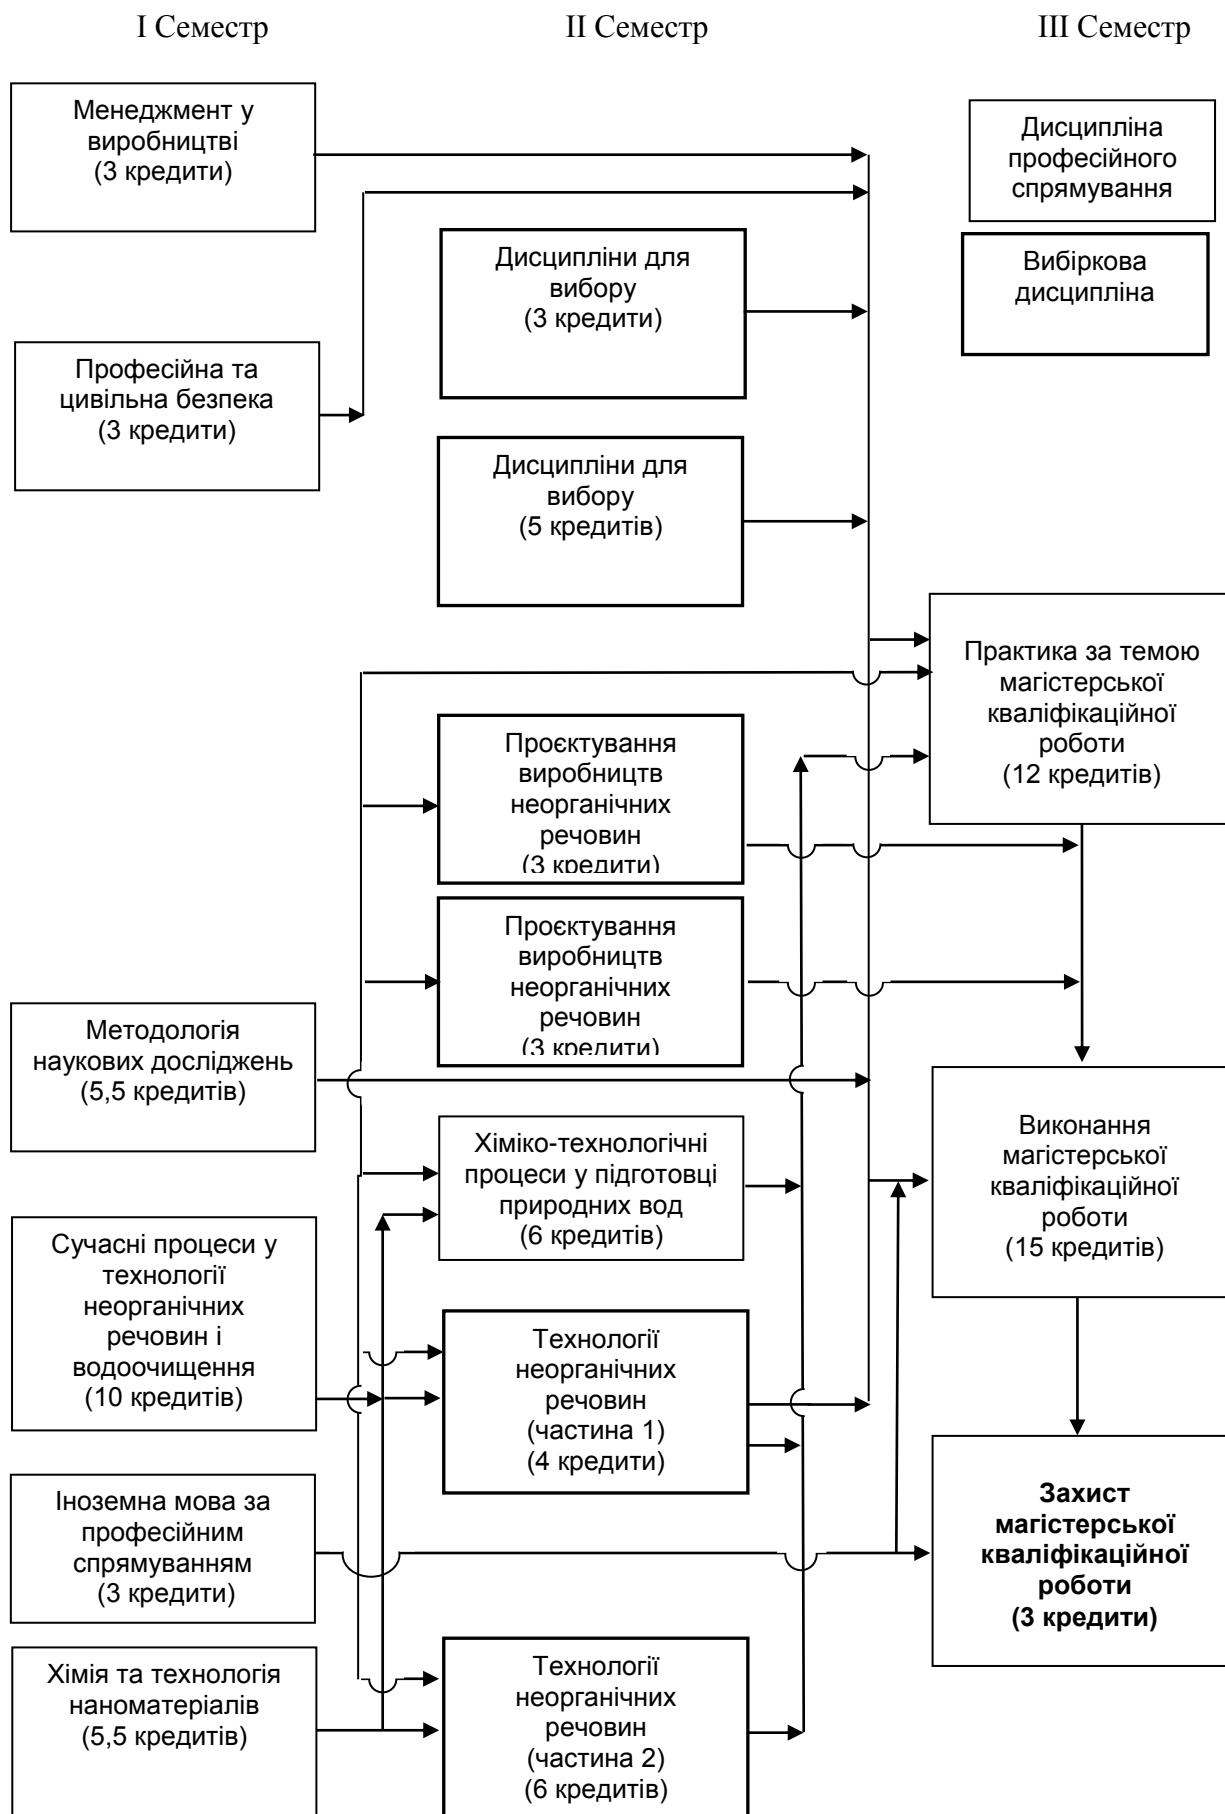 I Семестр
II Семестр
III Семестр
Менеджмент у
виробництві
(3 кредити)
Професійна та
цивільна безпека
(3 кредити)
Методологія
наукових досліджень
(5,5 кредитів)
Сучасні процеси у
технології
неорганічних
речовин і
водоочищення
(10 кредитів)
Іноземна мова за
професійним
спрямуванням
(3 кредити)
Хімія та технологія
наноматеріалів
(5,5 кредитів)
Дисципліни для
вибору
(3 кредити)
Дисципліни для
вибору
(5 кредитів)
Проєктування
виробництв
неорганічних
речовин
(3 кредити)
Проєктування
виробництв
неорганічних
речовин
(3 кредити)
Хіміко-технологічні
процеси у підготовці
природних вод
(6 кредитів)
Технології
неорганічних
речовин
(частина 1)
(4 кредити)
Технології
неорганічних
речовин
(частина 2)
(6 кредитів)
Дисципліна
професійного
спрямування
Вибіркова
дисципліна
Практика за темою
магістерської
кваліфікаційної
роботи
(12 кредитів)
Виконання
магістерської
кваліфікаційної
роботи
(15 кредитів)
Захист
магістерської
кваліфікаційної
роботи
(3 кредити)